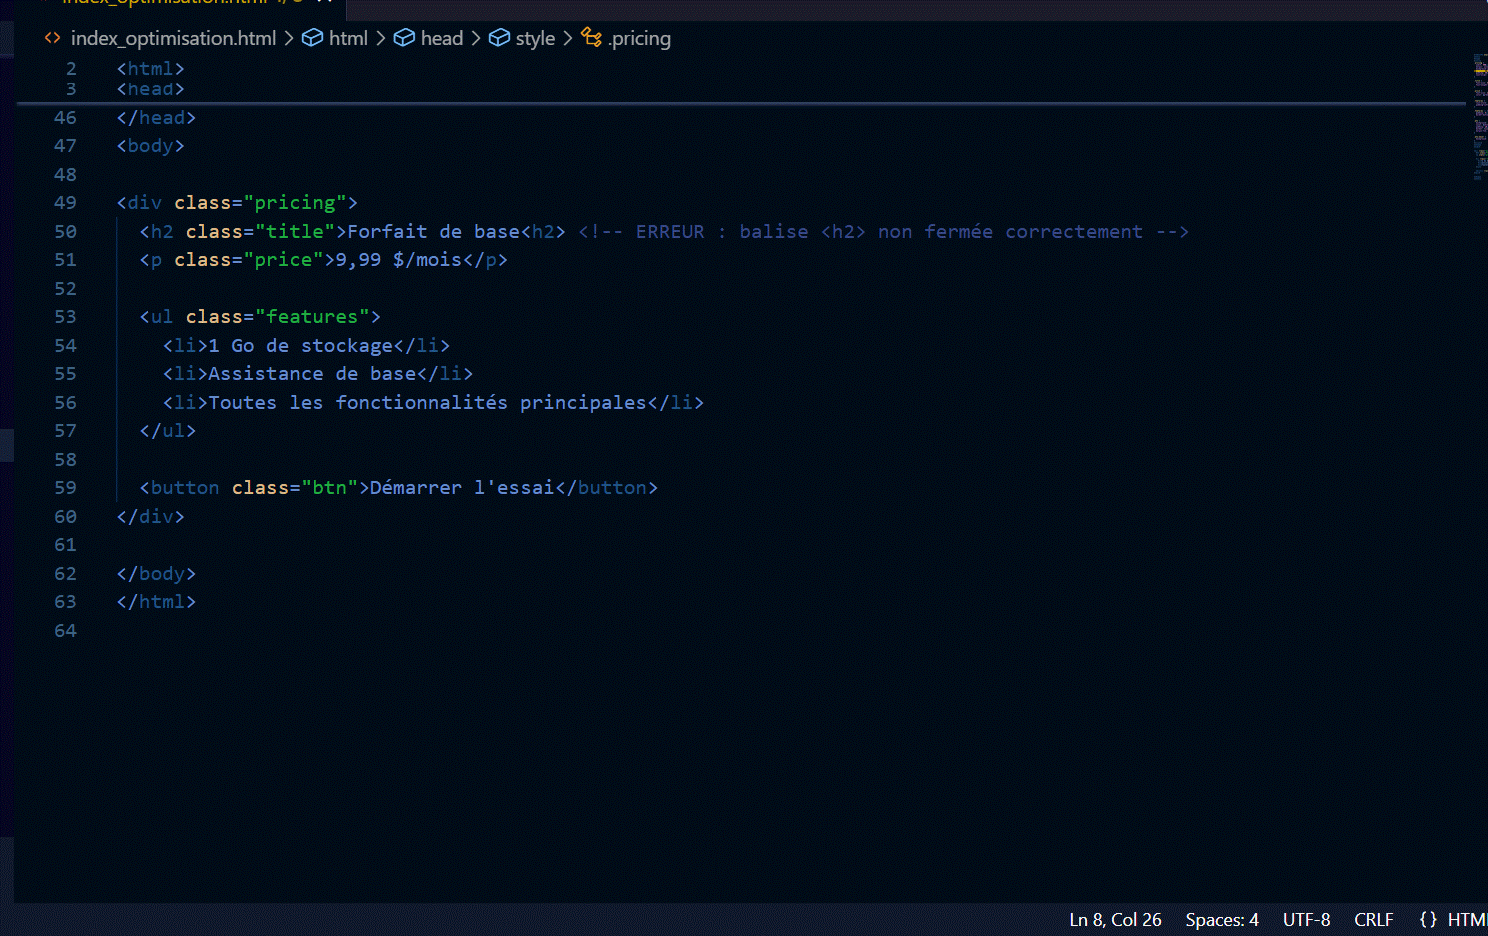 index_optimisation.html
index_optimisation.html > html > head > style > .pricing
2 <html>
3 <head>
46 </head>
47 <body>
48
49 <div class="pricing">
50 <h2 class="title">Forfait de base<h2> <!-- ERREUR : balise <h2> non fermée correctement -->
51 <p class="price">9,99 $/mois</p>
52
53 <ul class="features">
54 <li>1 Go de stockage</li>
55 <li>Assistance de base</li>
56 <li>Toutes les fonctionnalités principales</li>
57 </ul>
58
59 <button class="btn">Démarrer l'essai</button>
60 </div>
61
62 </body>
63 </html>
64
Ln 8, Col 26 Spaces: 4 UTF-8 CRLF {} HTML